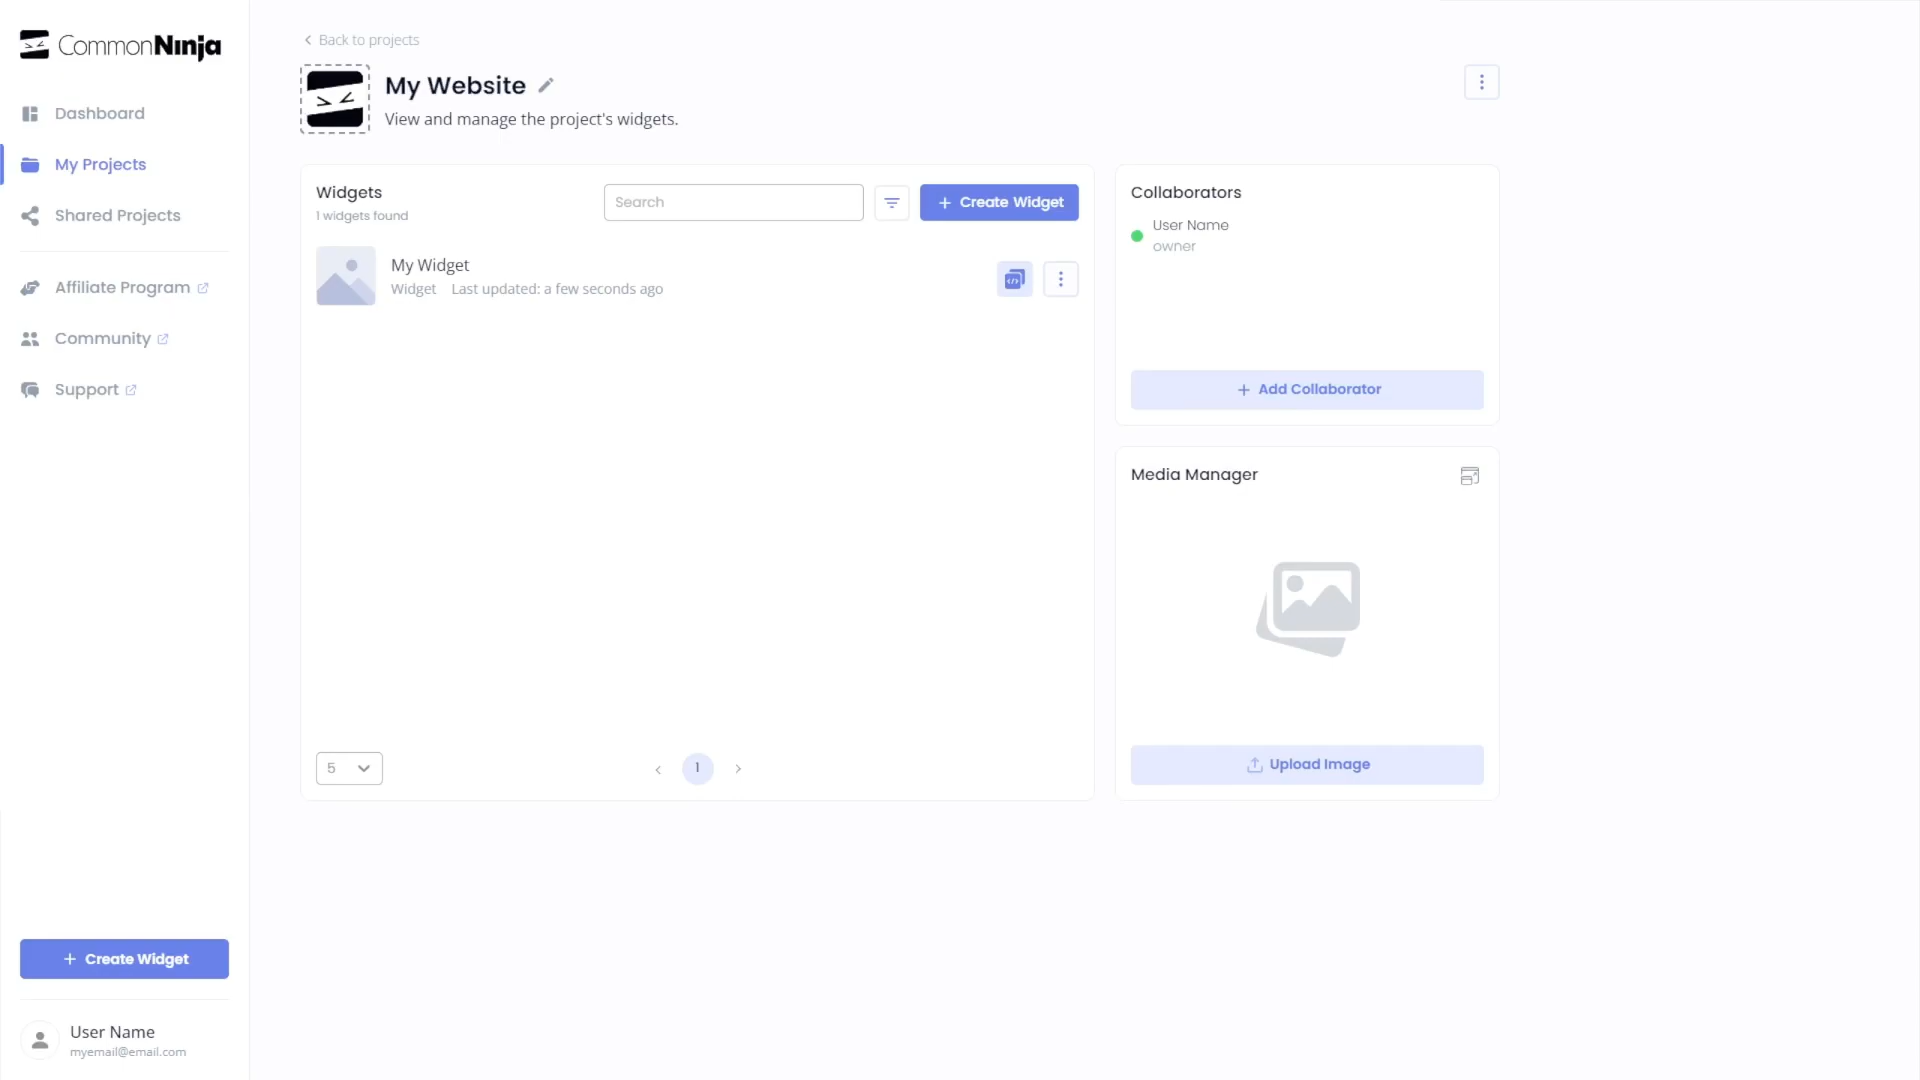 CommonNinja
Dashboard
My Projects
Shared Projects
Affiliate Program
Community
Support
Create Widget
User Name
myemail@email.com
Back to projects
My Website
View and manage the project's widgets.
Widgets
1 widgets found
Search
Create Widget
My Widget
Widget Last updated: a few seconds ago
5
1
Collaborators
User Name
owner
Add Collaborator
Media Manager
Upload Image